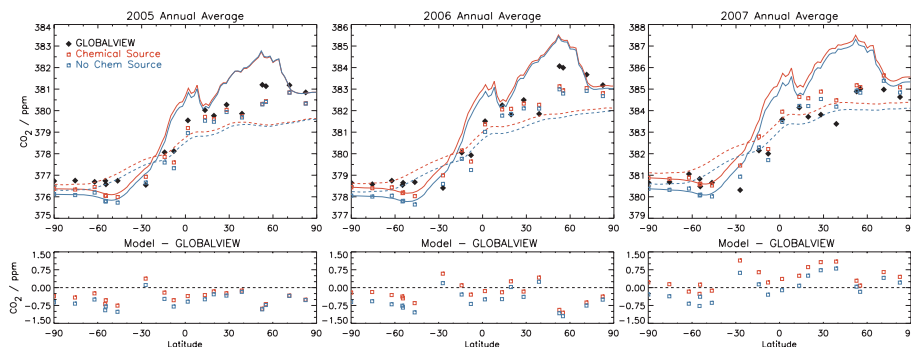 2005 Annual Average
2006 Annual Average
2007 Annual Average
CO2 / ppm
384
383
382
381
380
379
378
377
376
375
386
385
384
383
382
381
380
379
378
377
388
387
386
385
384
383
382
381
380
379
GLOBALVIEW
Chemical Source
No Chem Source
-90 -60 -30 0 30 60 90
-90 -60 -30 0 30 60 90
-90 -60 -30 0 30 60 90
Model - GLOBALVIEW
Model - GLOBALVIEW
Model - GLOBALVIEW
CO2 / ppm
1.50
0.75
0.00
-0.75
-1.50
1.50
0.75
0.00
-0.75
-1.50
1.50
0.75
0.00
-0.75
-1.50
-90 -60 -30 0 30 60 90
-90 -60 -30 0 30 60 90
-90 -60 -30 0 30 60 90
Latitude
Latitude
Latitude